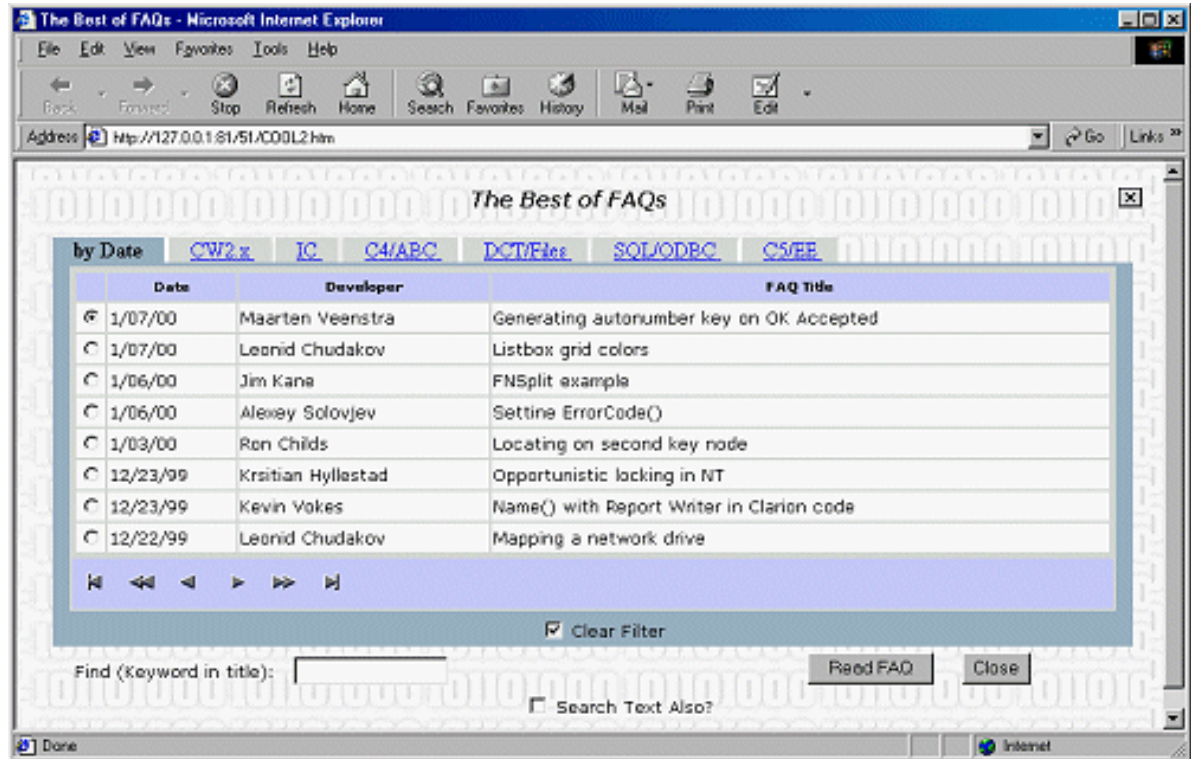 The Best of FAQs - Microsoft Internet Explorer
File Edit View Favorites Tools Help
Back Forward Stop Refresh Home Search Favorites History Mail Print Edit
Address http://127.0.0.1:81/51/COOL2.htm Go Links »
The Best of FAQs
by Date CW2.x IC C4/ABC DCT/Files SQL/ODBC C5/EE
Date Developer FAQ Title
1/07/00 Maarten Veenstra Generating autonumber key on OK Accepted
1/07/00 Leonid Chudakov Listbox grid colors
1/06/00 Jim Kane FNSplit example
1/06/00 Alexey Solovjev Settine ErrorCode()
1/03/00 Ron Childs Locating on second key node
12/23/99 Krsitian Hyllestad Opportunistic locking in NT
12/23/99 Kevin Vokes Name() with Report Writer in Clarion code
12/22/99 Leonid Chudakov Mapping a network drive
Clear Filter
Find (Keyword in title): Read FAQ Close
Search Text Also?
Done Internet